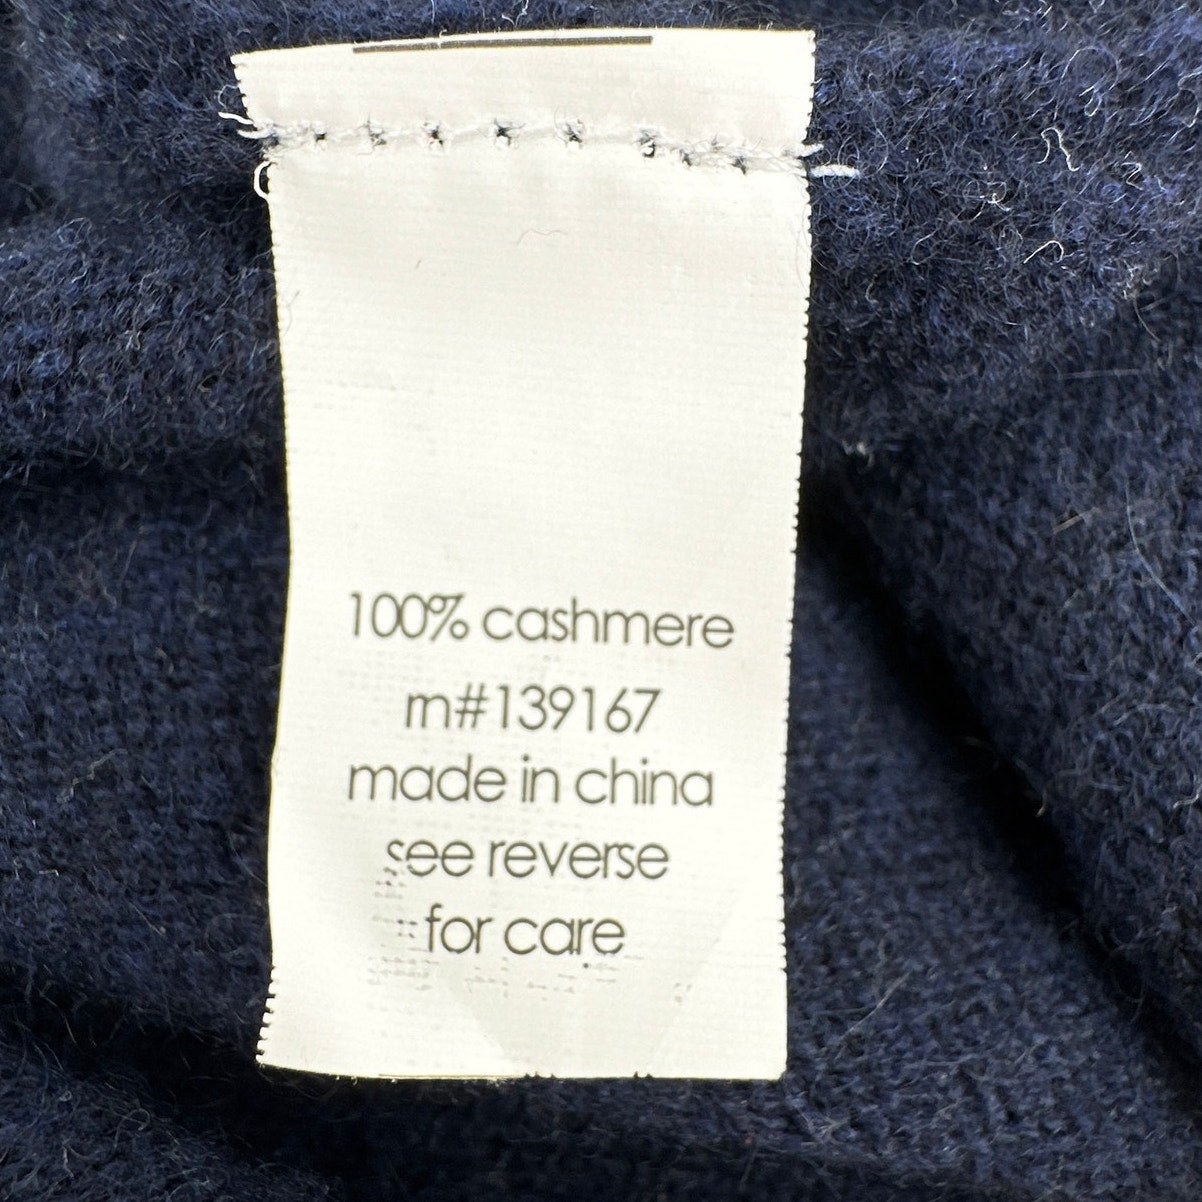 100% cashmere
m#139167
made in china
see reverse
for care